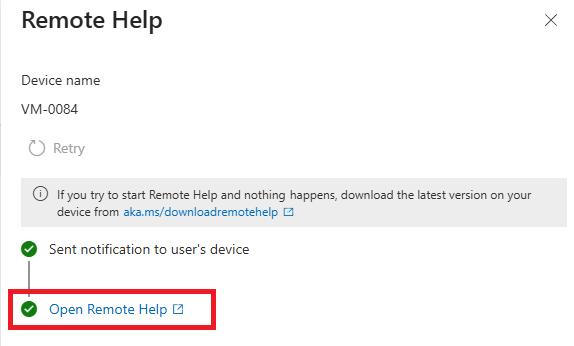 Remote Help
Device name
VM-0084
Retry
If you try to start Remote Help and nothing happens, download the latest version on your
device from aka.ms/downloadremotehelp
Sent notification to user's device
Open Remote Help